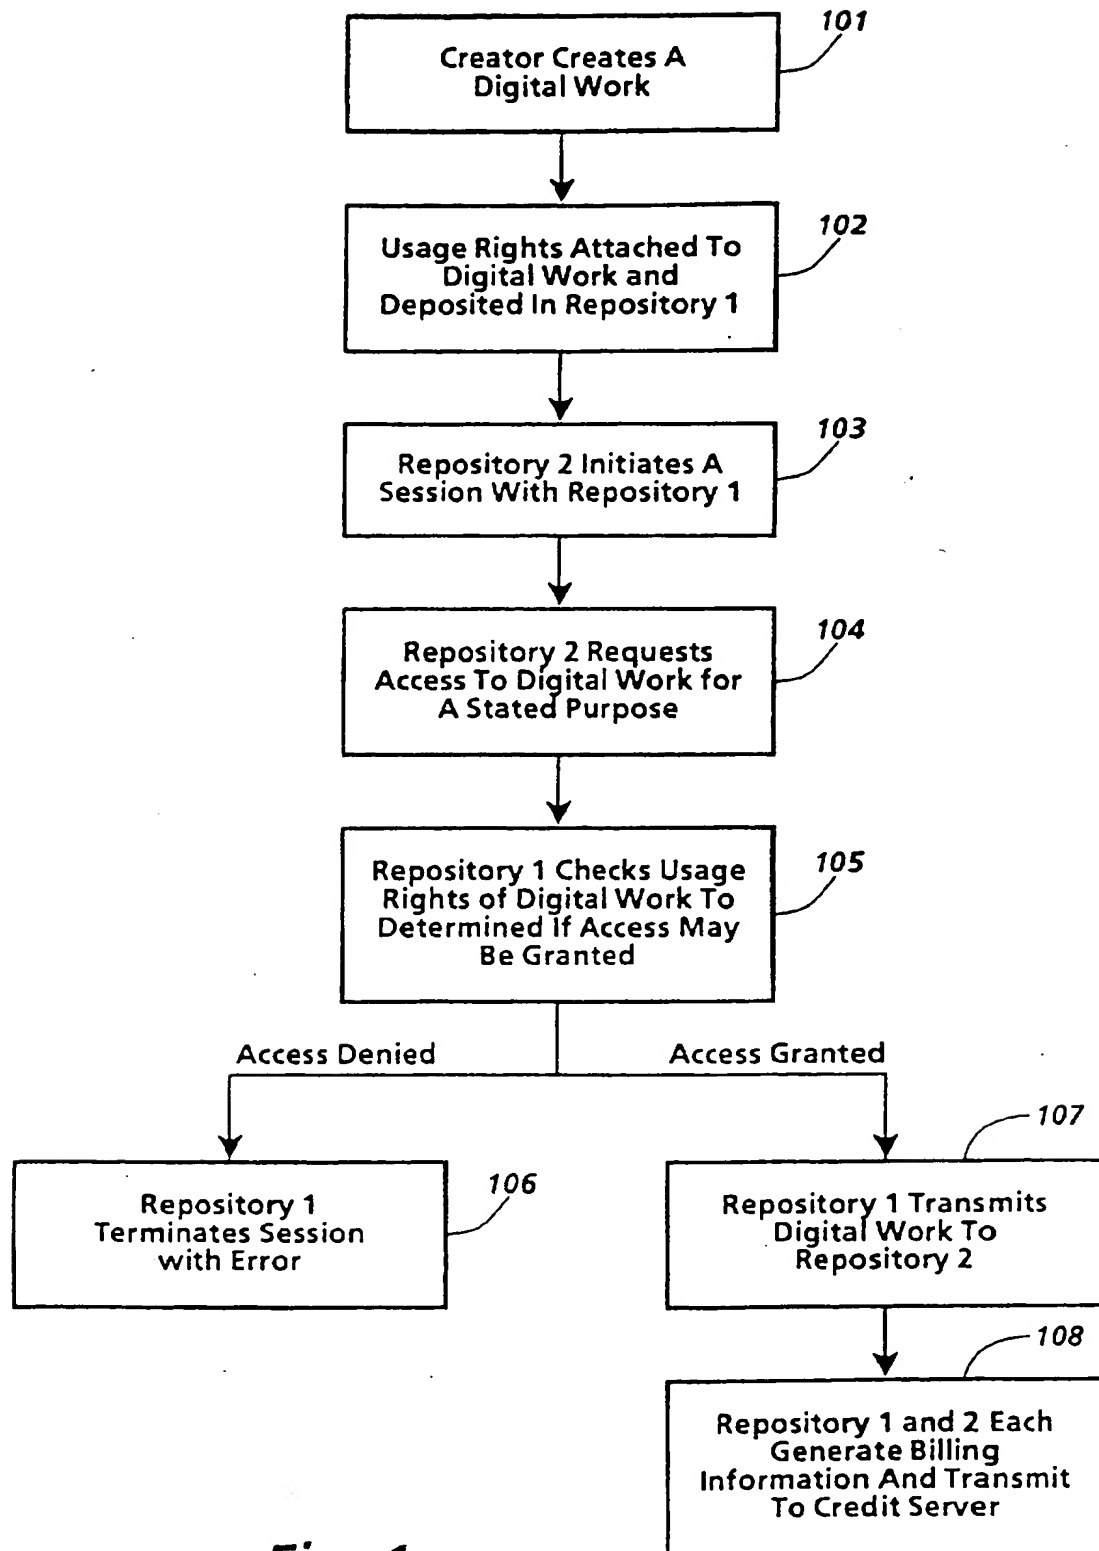 101
Creator Creates A
Digital Work
102
Usage Rights Attached To
Digital Work and
Deposited In Repository 1
103
Repository 2 Initiates A
Session With Repository 1
104
Repository 2 Requests
Access To Digital Work for
A Stated Purpose
105
Repository 1 Checks Usage
Rights of Digital Work To
Determined If Access May
Be Granted
Access Denied
Access Granted
106
Repository 1
Terminates Session
with Error
107
Repository 1 Transmits
Digital Work To
Repository 2
108
Repository 1 and 2 Each
Generate Billing
Information And Transmit
To Credit Server